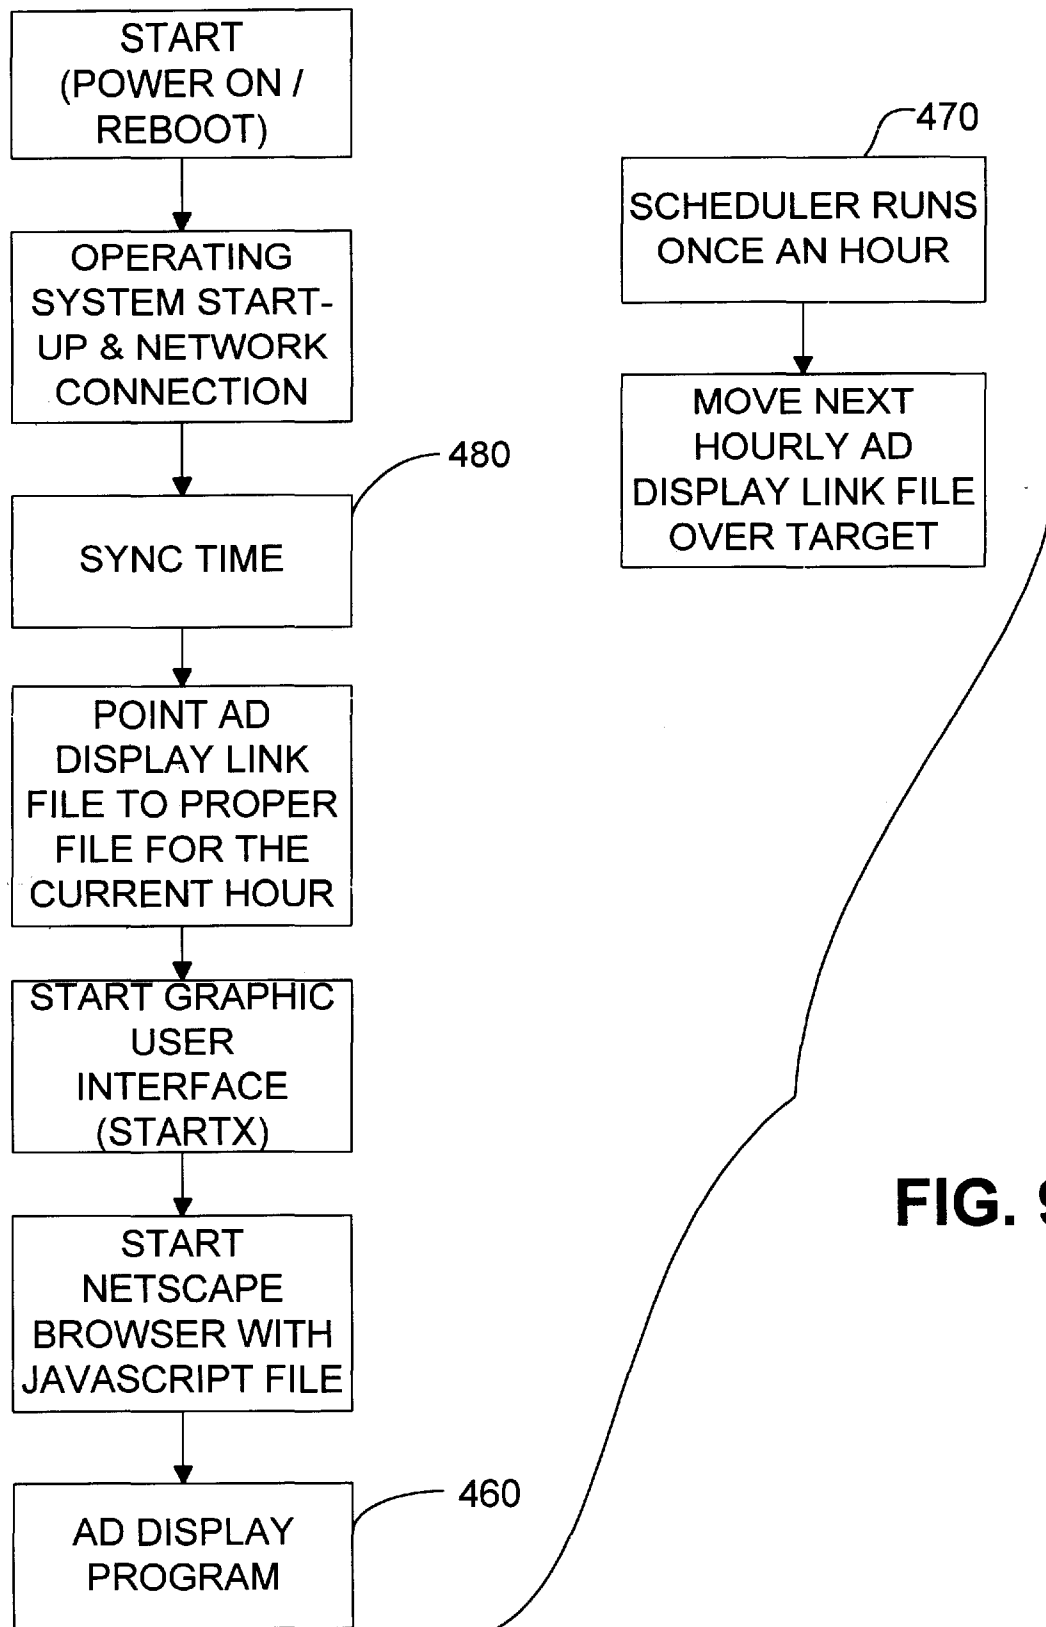 START
(POWER ON /
REBOOT)
OPERATING
SYSTEM START-
UP & NETWORK
CONNECTION
480
SYNC TIME
POINT AD
DISPLAY LINK
FILE TO PROPER
FILE FOR THE
CURRENT HOUR
START GRAPHIC
USER
INTERFACE
(STARTX)
START
NETSCAPE
BROWSER WITH
JAVASCRIPT FILE
460
AD DISPLAY
PROGRAM
470
SCHEDULER RUNS
ONCE AN HOUR
MOVE NEXT
HOURLY AD
DISPLAY LINK FILE
OVER TARGET
FIG.